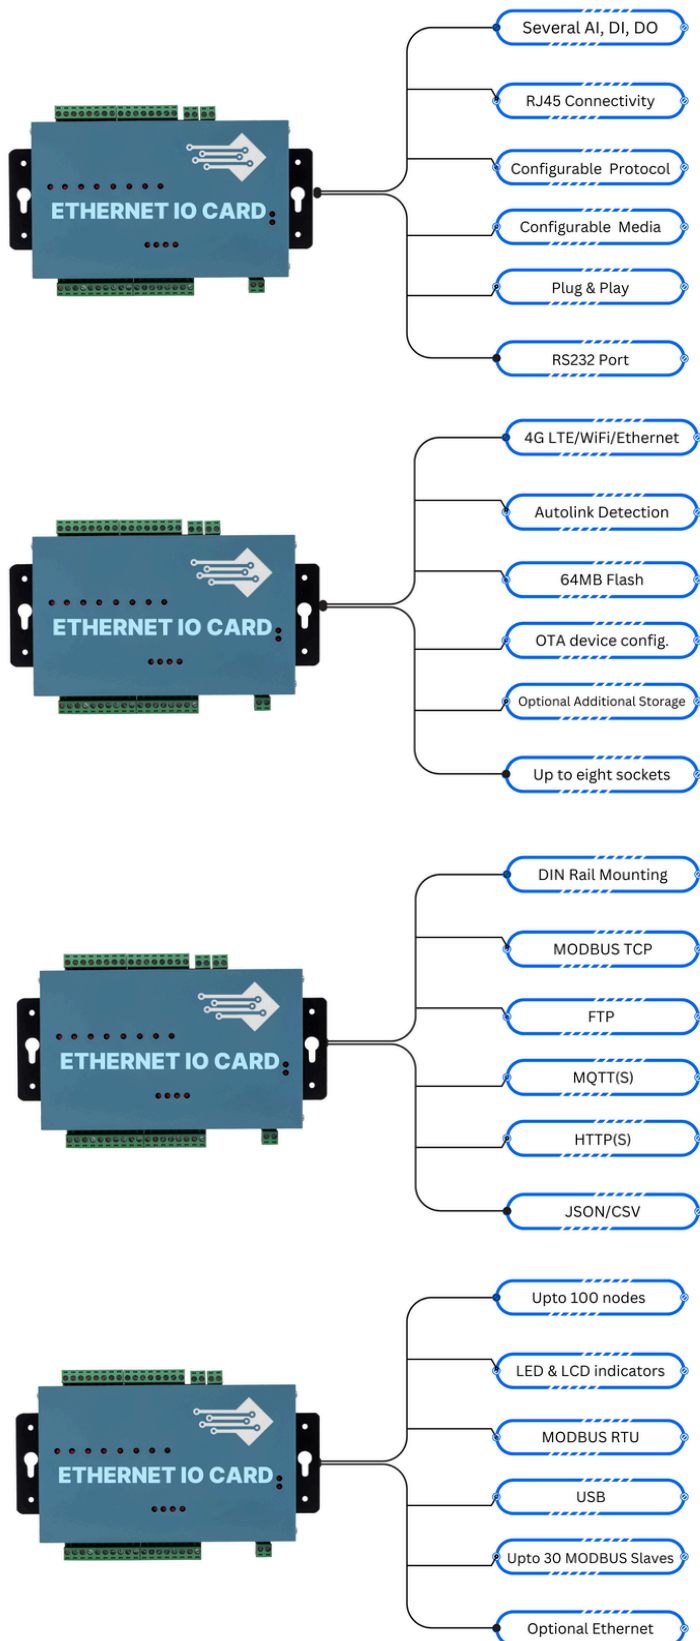 Several AI, DI, DO
RJ45 Connectivity
Configurable Protocol
ETHERNET IO CARD
Configurable Media
Plug & Play
RS232 Port
4G LTE/WiFi/Ethernet
Autolink Detection
64MB Flash
ETHERNET IO CARD
OTA device config.
Optional Additional Storage
Up to eight sockets
DIN Rail Mounting
MODBUS TCP
FTP
ETHERNET IO CARD
MQTT(S)
HTTP(S)
JSON/CSV
Upto 100 nodes
LED & LCD indicators
MODBUS RTU
ETHERNET IO CARD
USB
Upto 30 MODBUS Slaves
Optional Ethernet